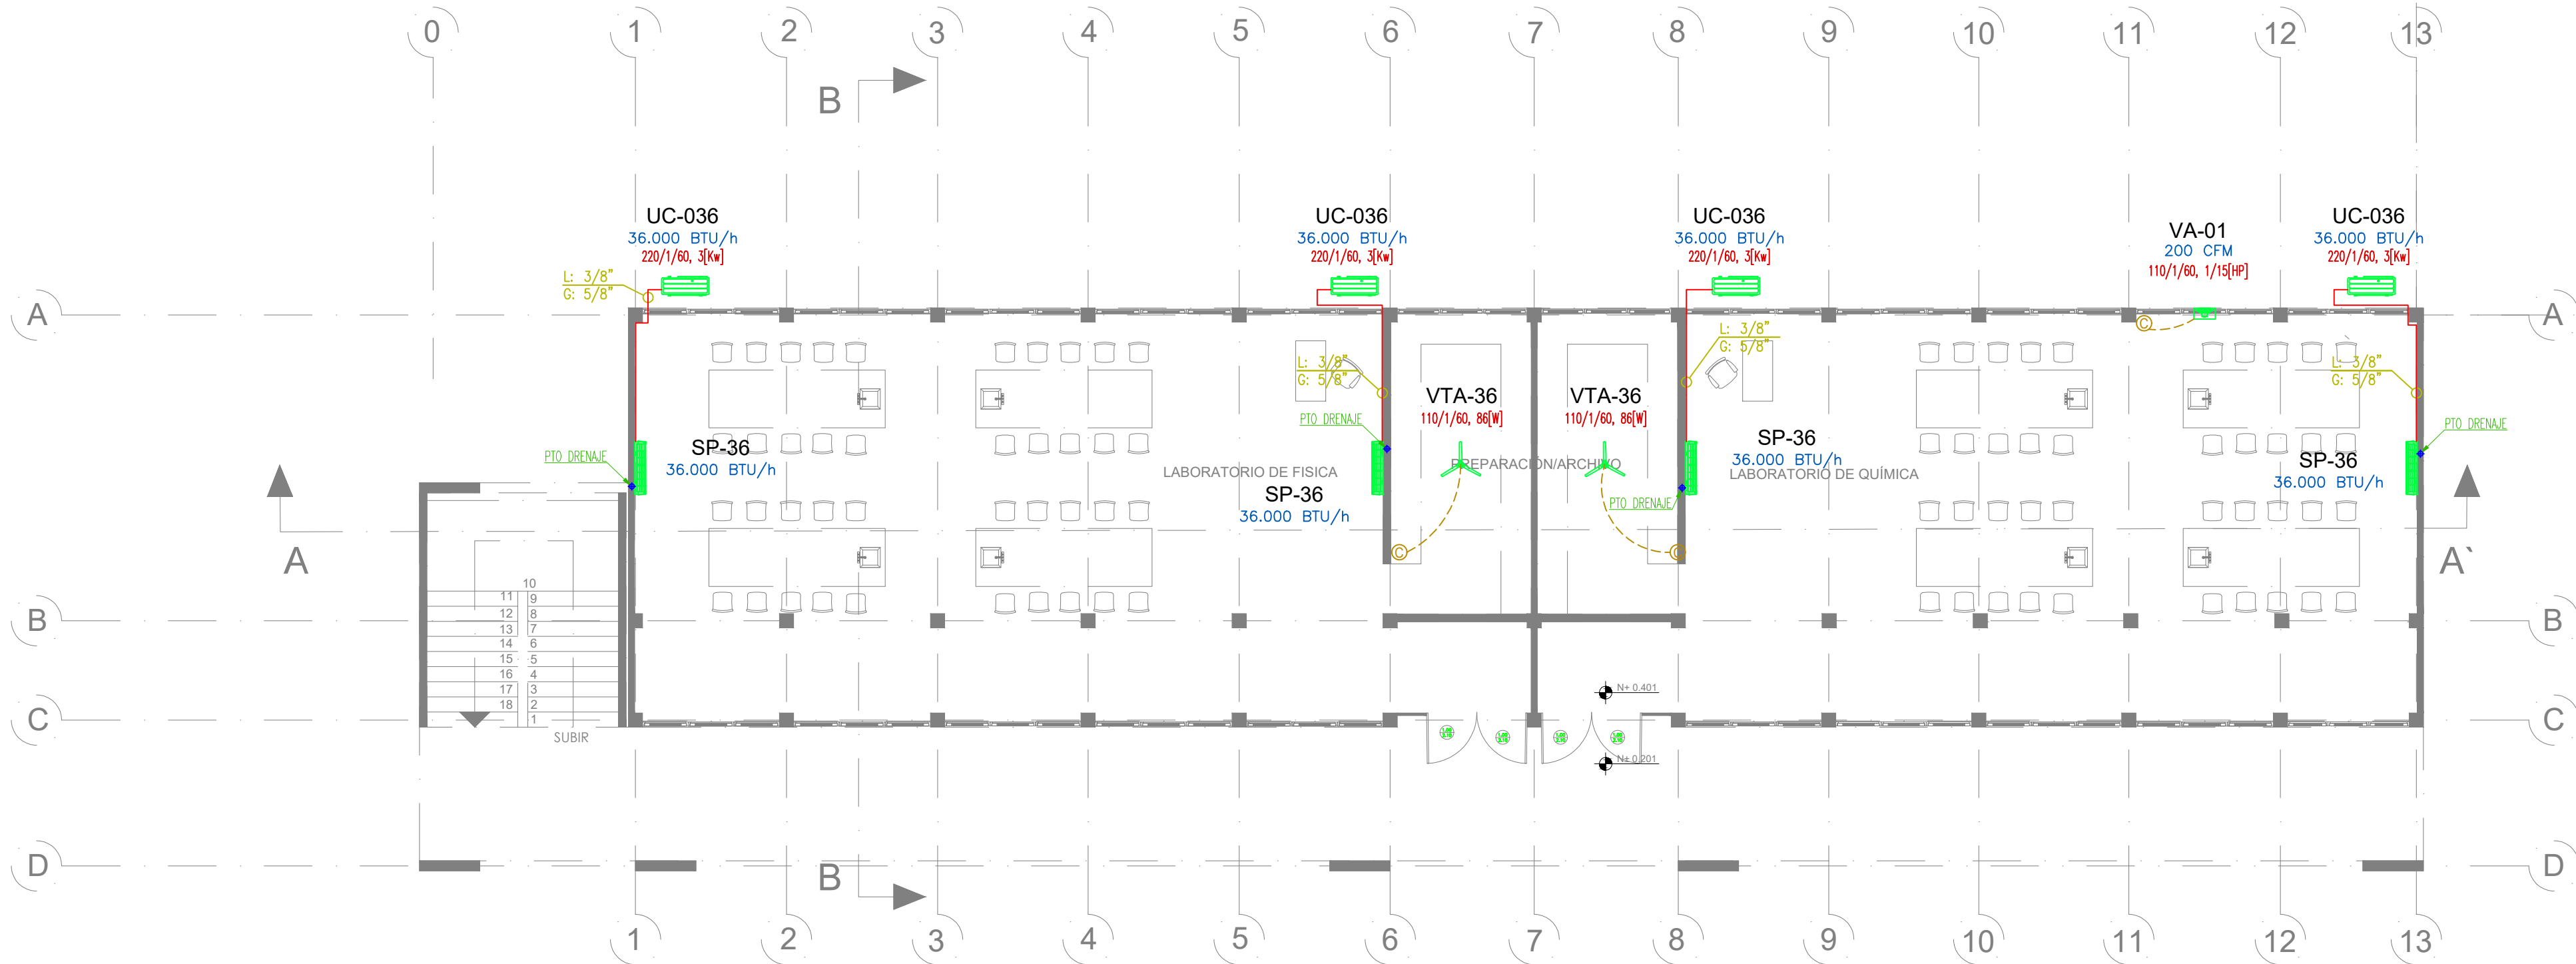 0 1 2 3 4 5 6 7 8 9 10 11 12 13
B
UC-036
36.000 BTU/h
220/1/60, 3[Kw]
UC-036
36.000 BTU/h
220/1/60, 3[Kw]
UC-036
36.000 BTU/h
220/1/60, 3[Kw]
VA-01
200 CFM
110/1/60, 1/15[HP]
UC-036
36.000 BTU/h
220/1/60, 3[Kw]
L: 3/8"
G: 5/8"
A
A
C
L: 3/8"
G: 5/8"
L: 3/8"
G: 5/8"
L: 3/8"
G: 5/8"
VTA-36
110/1/60, 86[W]
VTA-36
110/1/60, 86[W]
PTO DRENAJE
PTO DRENAJE
PTO DRENAJE
PTO DRENAJE
SP-36
36.000 BTU/h
LABORATORIO DE FISICA
SP-36
36.000 BTU/h
PREPARACIÓN/ARCHIVO
SP-36
36.000 BTU/h
LABORATORIO DE QUÍMICA
SP-36
36.000 BTU/h
A
A`
C
C
10
11 9
12 8
13 7
14 6
15 5
16 4
17 3
18 2
1
SUBIR
B
B
N+ 0.401
C
C
N± 0.201
D
D
B
1 2 3 4 5 6 7 8 9 10 11 12 13